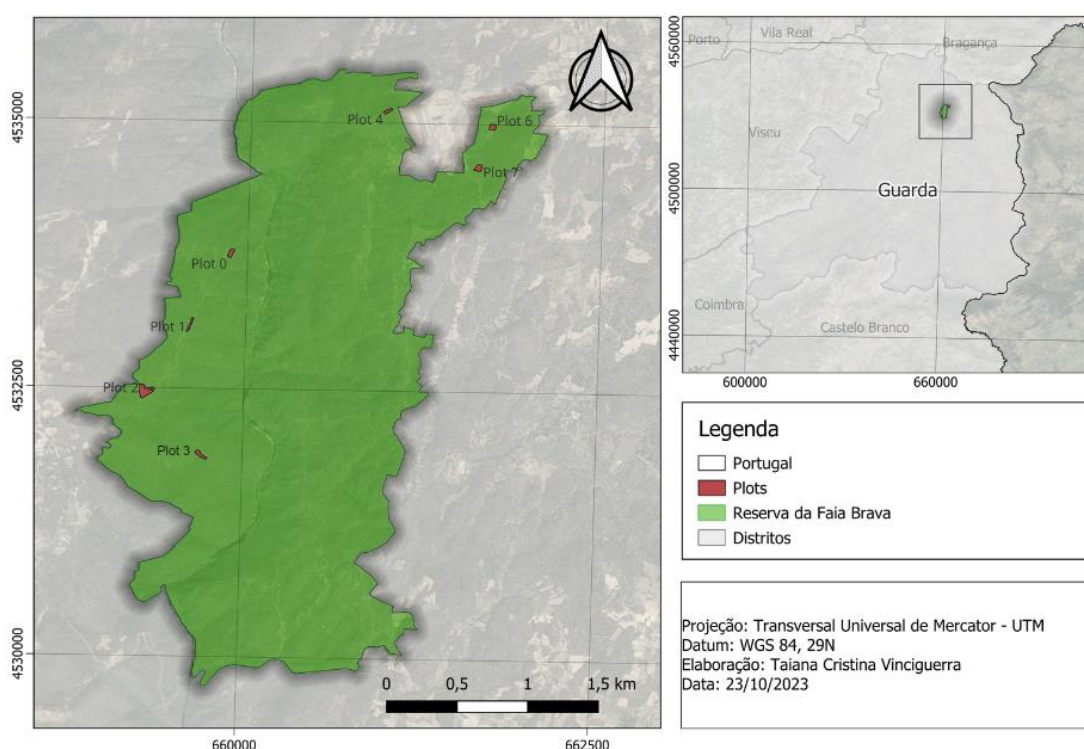 4535000
4532500
4530000
660000
662500
Plot 4
Plot 6
Plot 7
Plot 0
Plot 1
Plot 2
Plot 3
0 0,5 1 1,5 km
4560000
4500000
4440000
600000
660000
Porto
Vila Real
Bragança
Viseu
Guarda
Coimbra
Castelo Branco
Legenda
Portugal
Plots
Reserva da Faia Brava
Distritos
Projeção: Transversal Universal de Mercator - UTM
Datum: WGS 84, 29N
Elaboração: Taiana Cristina Vinciguerra
Data: 23/10/2023